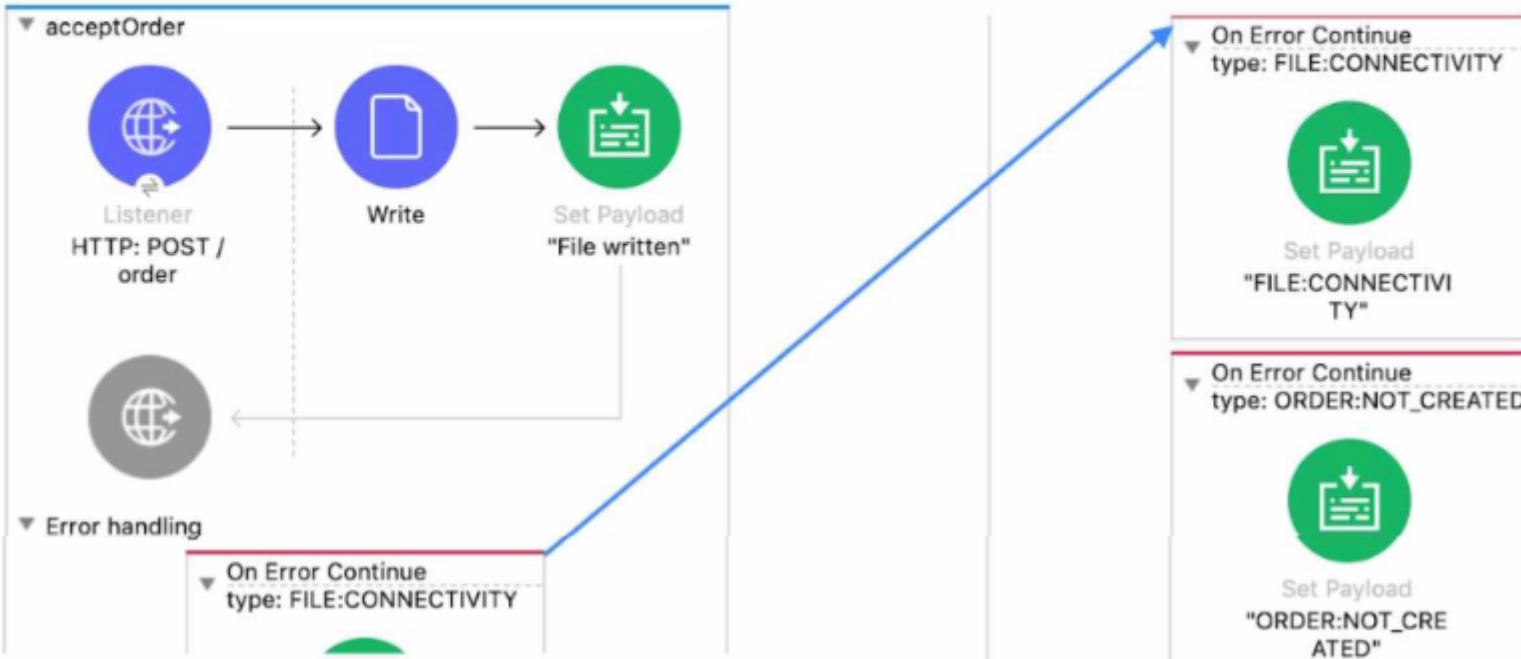 acceptOrder
Listener
HTTP: POST /
order
Write
Set Payload
"File written"
Error handling
On Error Continue
type: FILE:CONNECTIVITY
On Error Continue
type: FILE:CONNECTIVITY
Set Payload
"FILE:CONNECTIVI
TY"
On Error Continue
type: ORDER:NOT_CREATED
Set Payload
"ORDER:NOT_CRE
ATED"